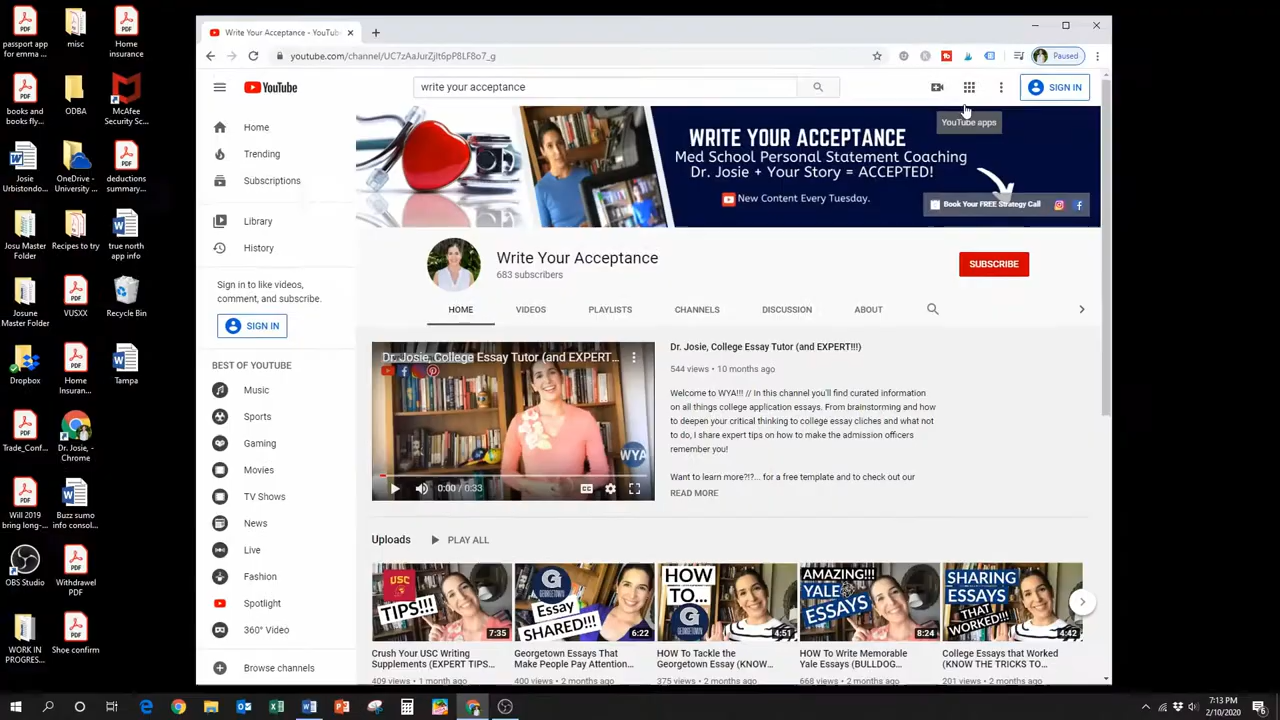 passport app
for emma ...
misc
Home
insurance
books and
books fly...
ODBA
McAfee
Security Sc...
Josie
Urbistondo...
OneDrive -
University ...
deductions
summary...
Josu Master
Folder
Recipes to try
true north
app info
Josune
Master Folder
VUSXX
Recycle Bin
Dropbox
Home
Insuran...
Tampa
Trade_Conf...
Dr. Josie, -
Chrome
Will 2019
bring long-...
Buzz sumo
info consol...
OBS Studio
Withdrawel
PDF
WORK IN
PROGRES...
Shoe confirm
Write Your Acceptance - YouTub
youtube.com/channel/UC7zAaJurZjIt6pP8LF8o7_g
Paused
YouTube
write your acceptance
SIGN IN
YouTube apps
Home
Trending
Subscriptions
Library
History
Sign in to like videos,
comment, and subscribe.
SIGN IN
BEST OF YOUTUBE
Music
Sports
Gaming
Movies
TV Shows
News
Live
Fashion
Spotlight
360° Video
Browse channels
WRITE YOUR ACCEPTANCE
Med School Personal Statement Coaching
Dr. Josie + Your Story = ACCEPTED!
New Content Every Tuesday.
Book Your FREE Strategy Call
Write Your Acceptance
683 subscribers
SUBSCRIBE
HOME
VIDEOS
PLAYLISTS
CHANNELS
DISCUSSION
ABOUT
Dr. Josie, College Essay Tutor (and EXPERT...
WYA
0:00 / 0:33
Dr. Josie, College Essay Tutor (and EXPERT!!!)
544 views • 10 months ago
Welcome to WYA!!! // In this channel you'll find curated information
on all things college application essays. From brainstorming and how
to deepen your critical thinking to college essay cliches and what not
to do, I share expert tips on how to make the admission officers
remember you!
Want to learn more?!?... for a free template and to check out our
READ MORE
Uploads
PLAY ALL
USC
TIPS!!!
7:35
Crush Your USC Writing
Supplements (EXPERT TIPS...
409 views • 2 months ago
GEORGETOWN
Essay
SHARED!!!
6:22
Georgetown Essays That
Make People Pay Attention...
400 views • 2 months ago
HOW
TO...
GEORGETOWN
4:51
HOW To Tackle the
Georgetown Essay (KNOW...
375 views • 2 months ago
AMAZING!!!
YALE
ESSAYS
8:24
HOW To Write Memorable
Yale Essays (BULLDOG...
668 views • 2 months ago
SHARING
ESSAYS
THAT
WORKED!!!
4:42
College Essays that Worked
(KNOW THE TRICKS TO...
201 views • 2 months ago
7:13 PM
2/10/2020